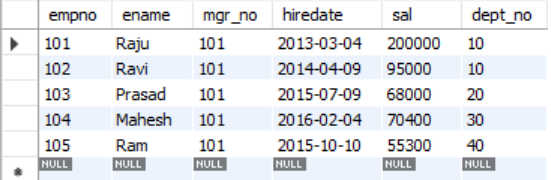 empno ename mgr_no hiredate sal dept_no
101 Raju 101 2013-03-04 200000 10
102 Ravi 101 2014-04-09 95000 10
103 Prasad 101 2015-07-09 68000 20
104 Mahesh 101 2016-02-04 70400 30
105 Ram 101 2015-10-10 55300 40
NULL NULL NULL NULL NULL NULL